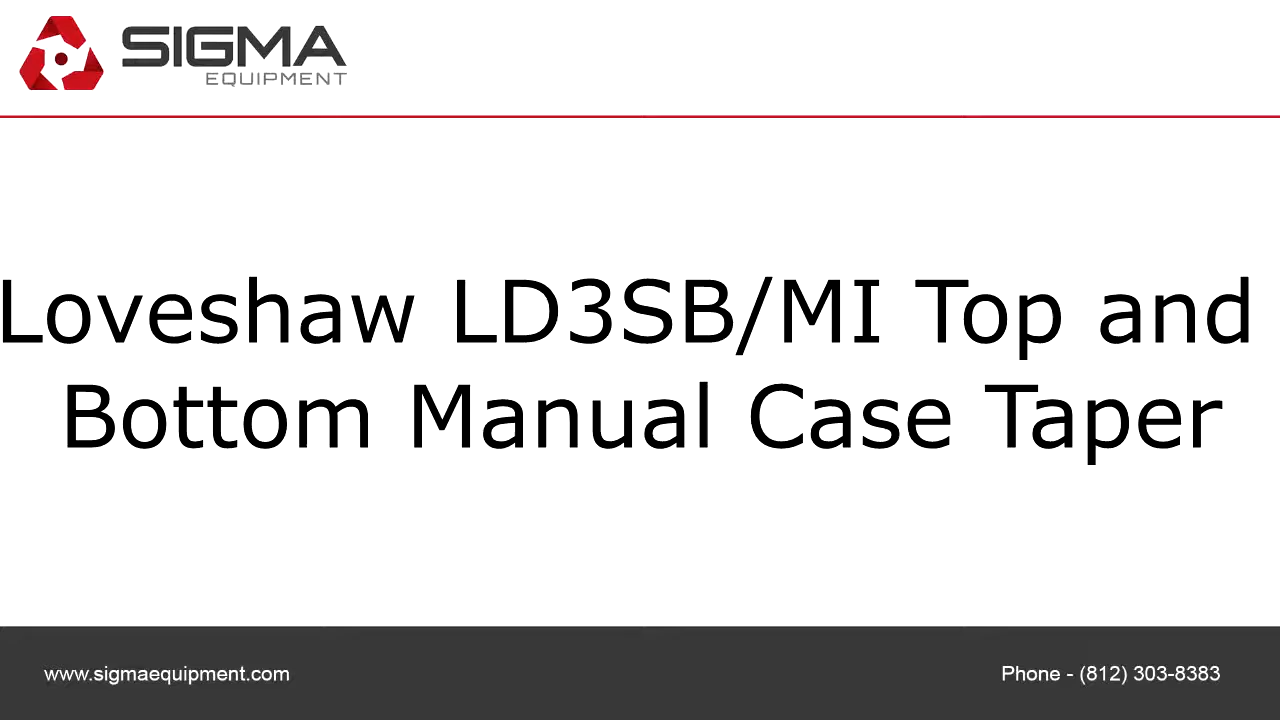 SIGMA
EQUIPMENT
Loveshaw LD3SB/MI Top and
Bottom Manual Case Taper
www.sigmaequipment.com
Phone - (812) 303-8383